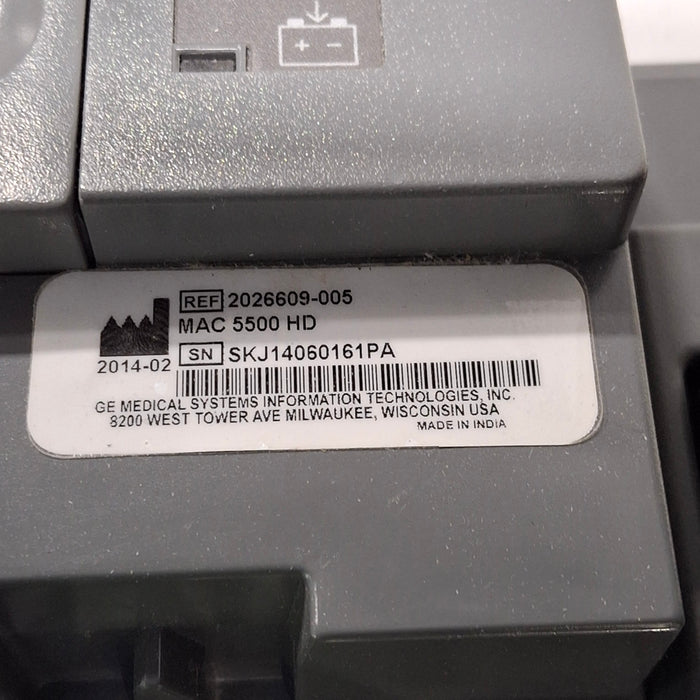 + -
REF 2026609-005
MAC 5500 HD
2014-02
SN SKJ14060161PA
GE MEDICAL SYSTEMS INFORMATION TECHNOLOGIES, INC.
8200 WEST TOWER AVE MILWAUKEE, WISCONSIN USA
MADE IN INDIA